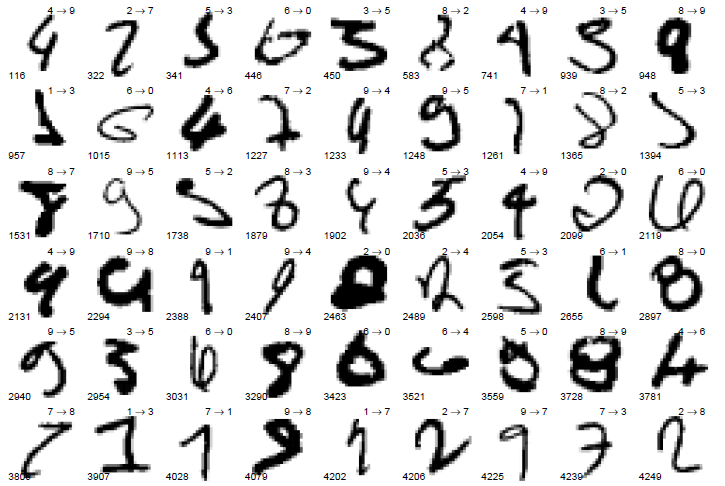 4 → 9 2 → 7 5 → 3 6 → 0 3 → 5 8 → 2 4 → 9 3 → 5 8 → 9
116 322 341 446 450 583 741 939 948
1 → 3 6 → 0 4 → 6 7 → 2 9 → 4 9 → 5 7 → 1 8 → 2 5 → 3
957 1015 1113 1227 1233 1248 1261 1365 1394
8 → 7 9 → 5 5 → 2 8 → 3 9 → 4 5 → 3 4 → 9 2 → 0 6 → 0
1531 1710 1738 1879 1902 2036 2054 2099 2119
4 → 9 9 → 8 9 → 1 9 → 4 2 → 0 2 → 4 5 → 3 6 → 1 8 → 0
2131 2294 2388 2407 2463 2489 2598 2655 2897
9 → 5 3 → 5 6 → 0 8 → 9 6 → 0 6 → 4 5 → 0 8 → 9 4 → 6
2940 2954 3031 3290 3423 3521 3559 3728 3781
7 → 8 1 → 3 7 → 1 9 → 8 1 → 7 2 → 7 9 → 7 7 → 3 2 → 8
3907 4028 4079 4202 4206 4225 4239 4249